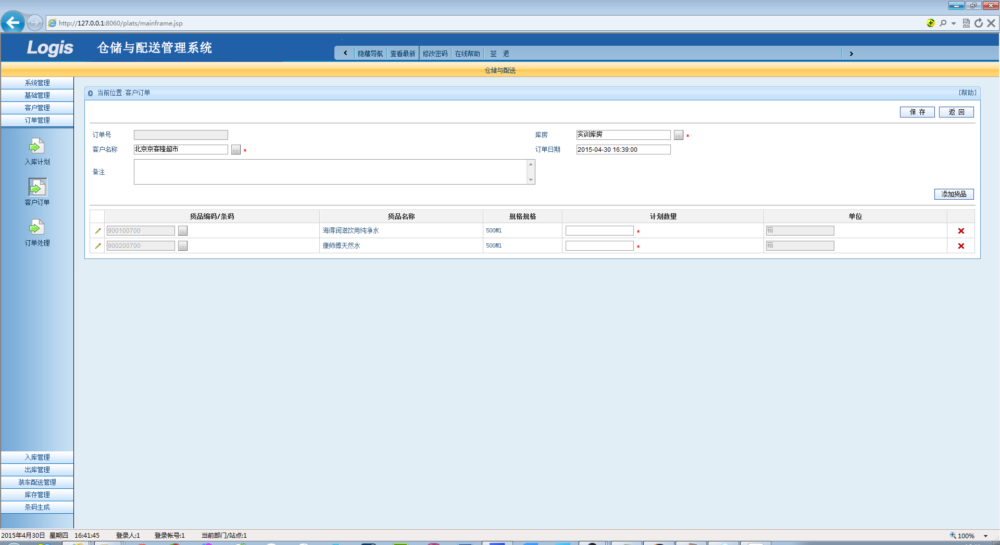 http://127.0.0.1:8060/plats/mainframe.jsp
Logis 仓储与配送管理系统
隐藏导航 查看最新 修改密码 在线帮助 签 退
仓储与配送
系统管理
基础管理
客户管理
订单管理
入库计划
客户订单
订单处理
入库管理
出库管理
装车配送管理
库存管理
条码生成
当前位置:客户订单 [帮助]
保 存 返 回
订单号 库房 实训库房 .. *
客户名称 北京京客隆超市 .. * 订单日期 2015-04-30 16:39:00
备注
添加货品
货品编码/条码 货品名称 规格规格 计划数量 单位
900100700 ... 海得润滋饮用纯净水 500Ml * 箱
900200700 ... 康师傅天然水 500Ml * 箱
2015年4月30日 星期四 16:41:45 登录人:1 登录帐号:1 当前部门/站点:1 100%